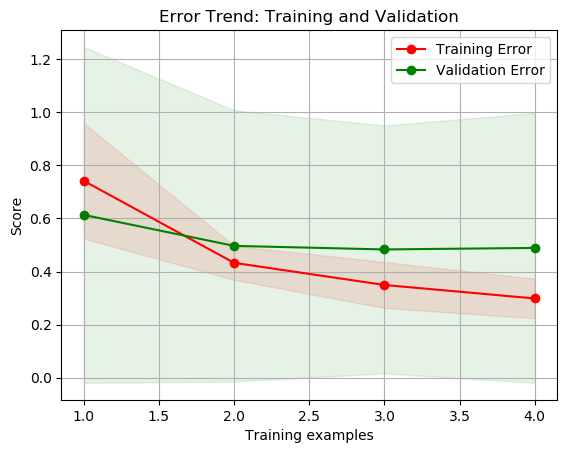 Error Trend: Training and Validation
Training Error
Validation Error
Score
1.2
1.0
0.8
0.6
0.4
0.2
0.0
1.0 1.5 2.0 2.5 3.0 3.5 4.0
Training examples